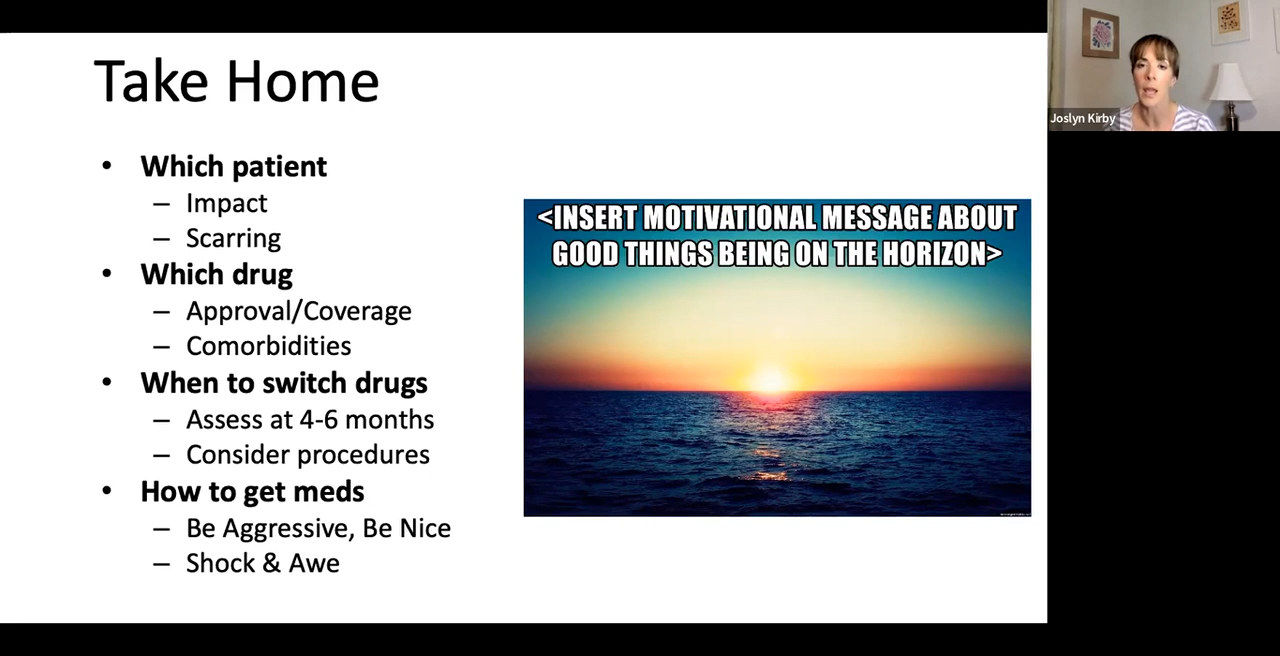 Take Home
• Which patient
– Impact
– Scarring
• Which drug
– Approval/Coverage
– Comorbidities
• When to switch drugs
– Assess at 4-6 months
– Consider procedures
• How to get meds
– Be Aggressive, Be Nice
– Shock & Awe
<INSERT MOTIVATIONAL MESSAGE ABOUT
GOOD THINGS BEING ON THE HORIZON>
Joslyn Kirby